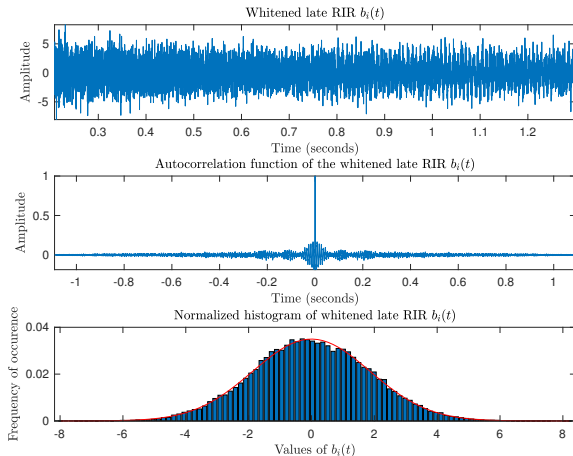 Whitened late RIR b_i(t)
Amplitude
5
0
-5
0.3 0.4 0.5 0.6 0.7 0.8 0.9 1 1.1 1.2
Time (seconds)
Autocorrelation function of the whitened late RIR b_i(t)
Amplitude
1
0.5
0
-1 -0.8 -0.6 -0.4 -0.2 0 0.2 0.4 0.6 0.8 1
Time (seconds)
Normalized histogram of whitened late RIR b_i(t)
Frequency of occurence
0.04
0.02
0
-8 -6 -4 -2 0 2 4 6 8
Values of b_i(t)